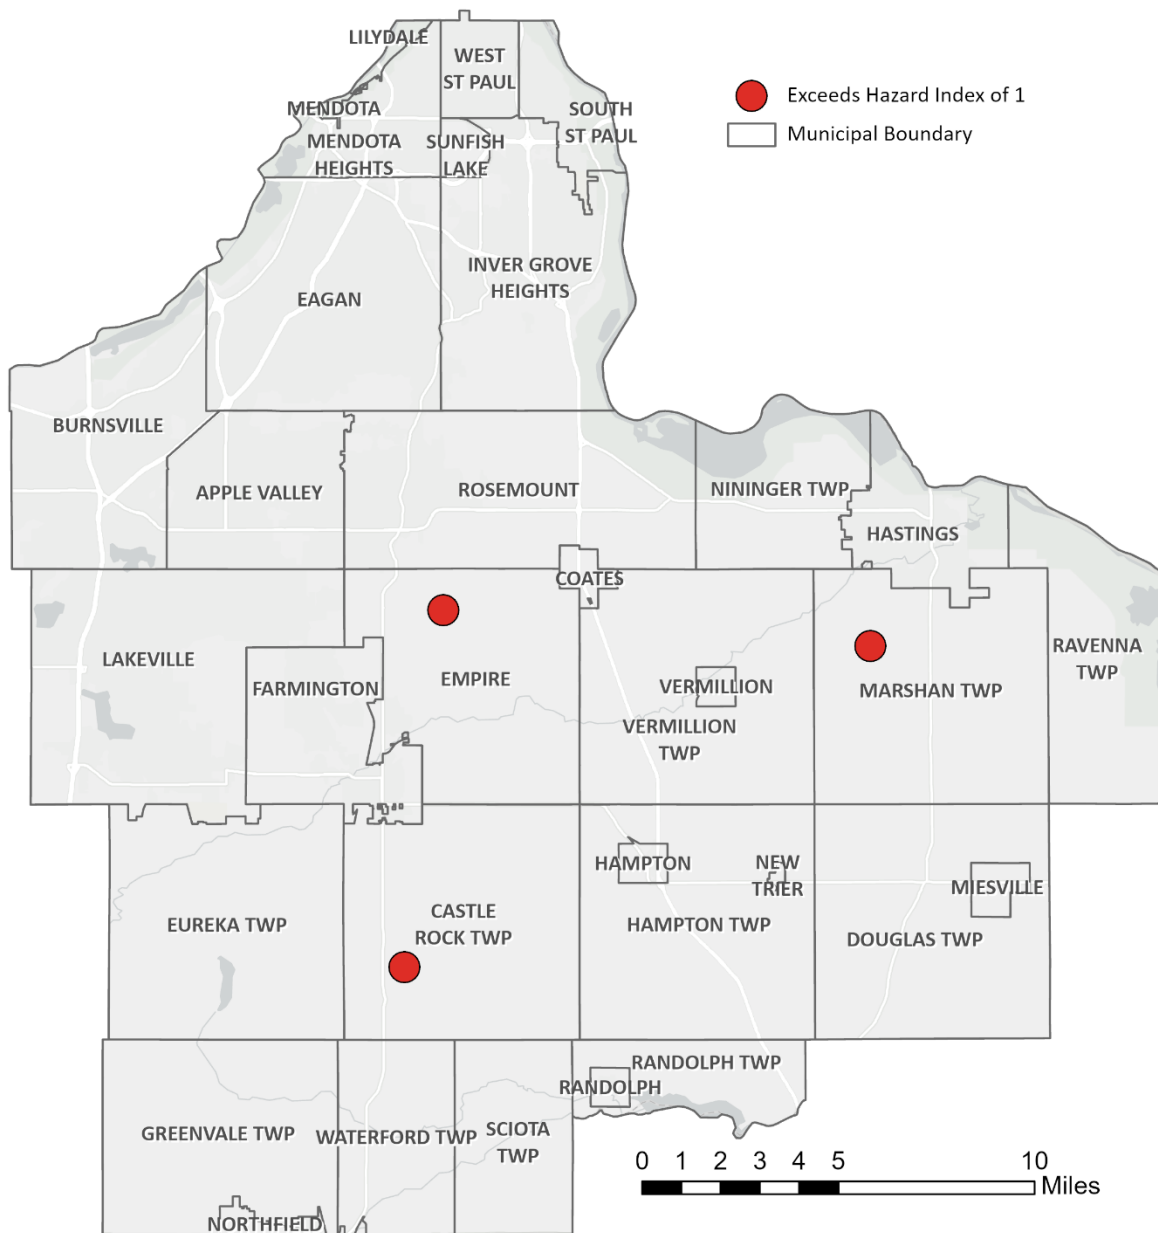 LILYDALE
WEST
ST PAUL
Exceeds Hazard Index of 1
MENDOTA
SOUTH
ST PAUL
Municipal Boundary
MENDOTA
HEIGHTS
SUNFISH
LAKE
INVER GROVE
HEIGHTS
EAGAN
BURNSVILLE
APPLE VALLEY
ROSEMOUNT
NININGER TWP
HASTINGS
COATES
LAKEVILLE
FARMINGTON
EMPIRE
VERMILLION
VERMILLION
TWP
MARSHAN TWP
RAVENNA
TWP
HAMPTON
NEW
TRIER
MIESVILLE
EUREKA TWP
CASTLE
ROCK TWP
HAMPTON TWP
DOUGLAS TWP
RANDOLPH TWP
RANDOLPH
GREENVALE TWP
WATERFORD TWP
SCIOTA
TWP
NORTHFIELD
0 1 2 3 4 5 10
Miles